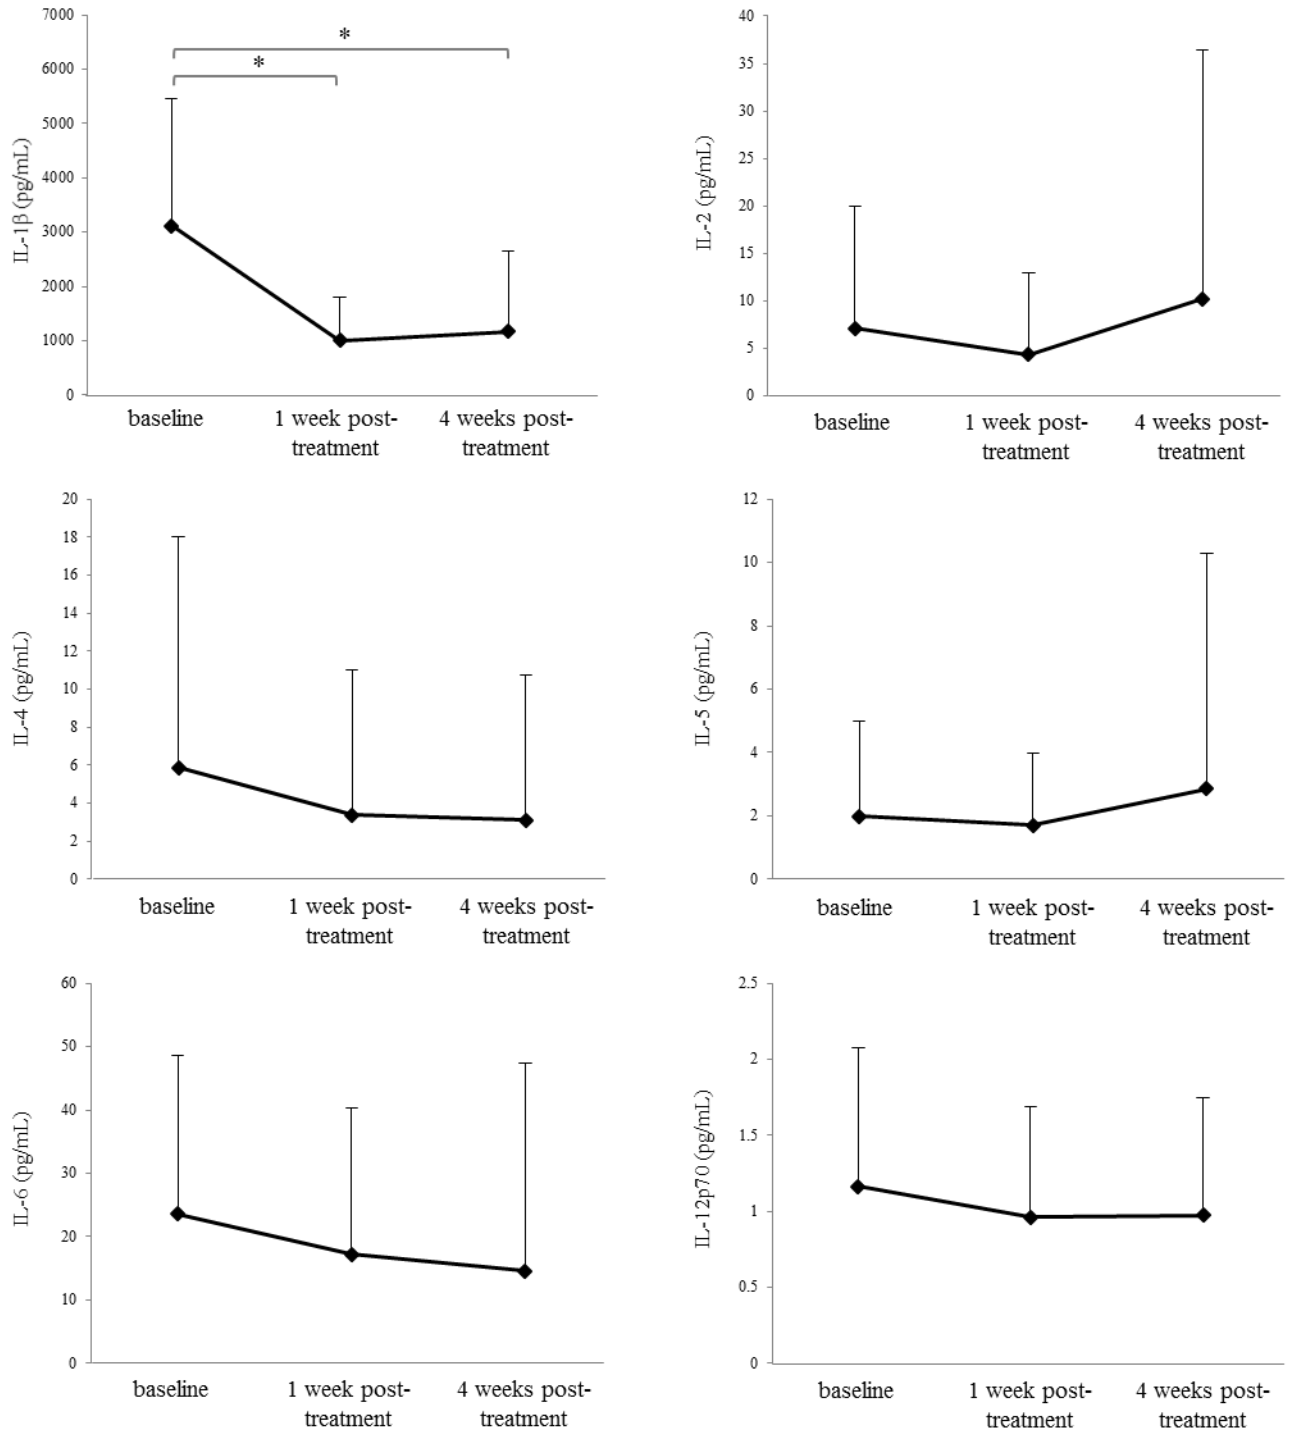 7000
6000
5000
4000
3000
2000
1000
0
IL-1β (pg/mL)
*
*
baseline
1 week post-
treatment
4 weeks post-
treatment
40
35
30
25
20
15
10
5
0
IL-2 (pg/mL)
baseline
1 week post-
treatment
4 weeks post-
treatment
20
18
16
14
12
10
8
6
4
2
0
IL-4 (pg/mL)
baseline
1 week post-
treatment
4 weeks post-
treatment
12
10
8
6
4
2
0
IL-5 (pg/mL)
baseline
1 week post-
treatment
4 weeks post-
treatment
60
50
40
30
20
10
0
IL-6 (pg/mL)
baseline
1 week post-
treatment
4 weeks post-
treatment
2.5
2
1.5
1
0.5
0
IL-12p70 (pg/mL)
baseline
1 week post-
treatment
4 weeks post-
treatment